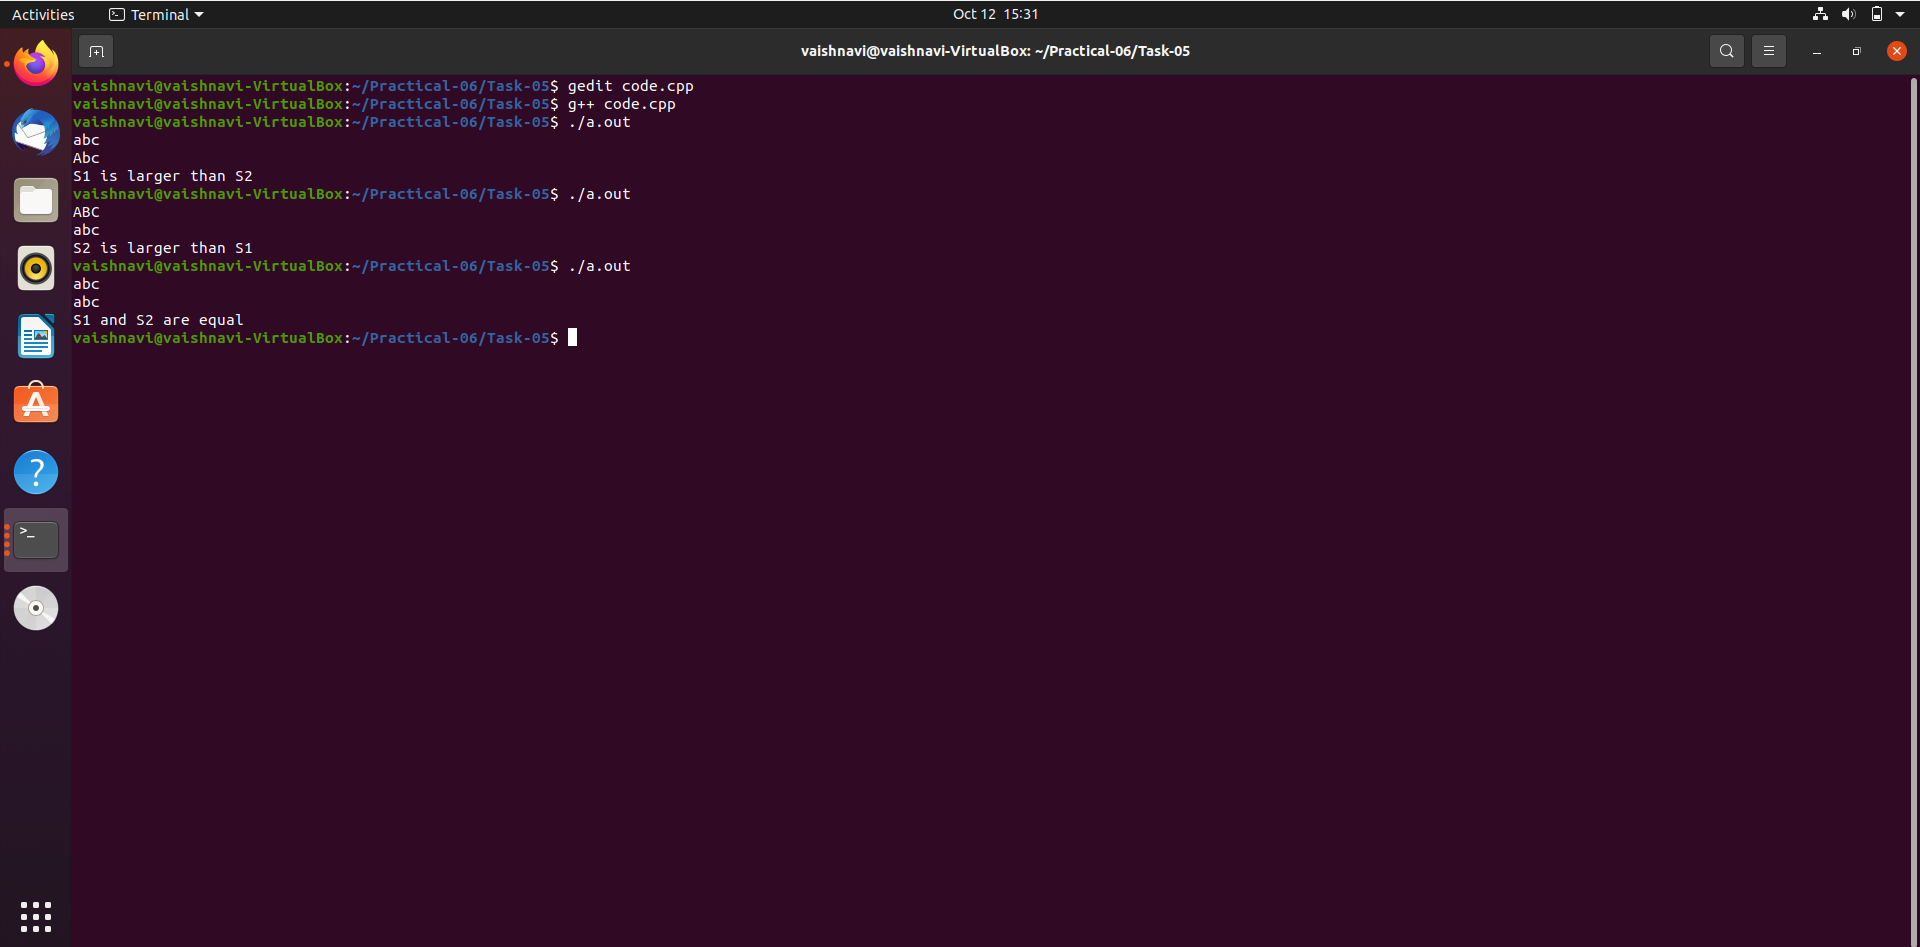 Activities Terminal Oct 12 15:31
vaishnavi@vaishnavi-VirtualBox: ~/Practical-06/Task-05
vaishnavi@vaishnavi-VirtualBox:~/Practical-06/Task-05$ gedit code.cpp
vaishnavi@vaishnavi-VirtualBox:~/Practical-06/Task-05$ g++ code.cpp
vaishnavi@vaishnavi-VirtualBox:~/Practical-06/Task-05$ ./a.out
abc
Abc
S1 is larger than S2
vaishnavi@vaishnavi-VirtualBox:~/Practical-06/Task-05$ ./a.out
ABC
abc
S2 is larger than S1
vaishnavi@vaishnavi-VirtualBox:~/Practical-06/Task-05$ ./a.out
abc
abc
S1 and S2 are equal
vaishnavi@vaishnavi-VirtualBox:~/Practical-06/Task-05$